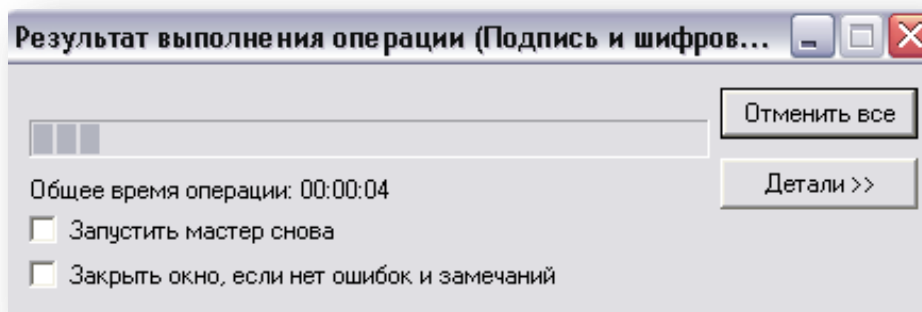 Результат выполнения операции (Подпись и шифров...
Отменить все
Общее время операции: 00:00:04
Детали >>
Запустить мастер снова
Закрыть окно, если нет ошибок и замечаний